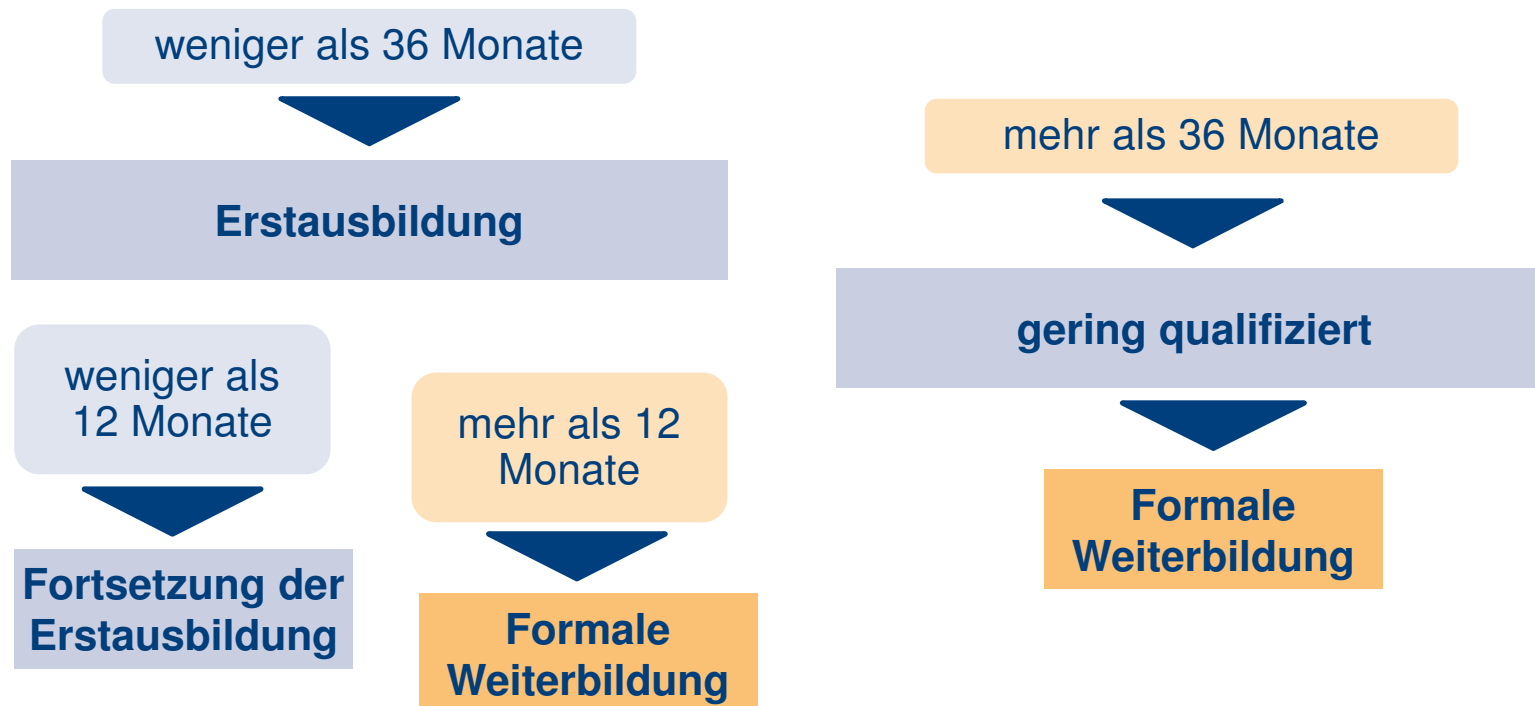 weniger als 36 Monate
Erstausbildung
weniger als
12 Monate
Fortsetzung der
Erstausbildung
mehr als 12
Monate
Formale
Weiterbildung
mehr als 36 Monate
gering qualifiziert
Formale
Weiterbildung